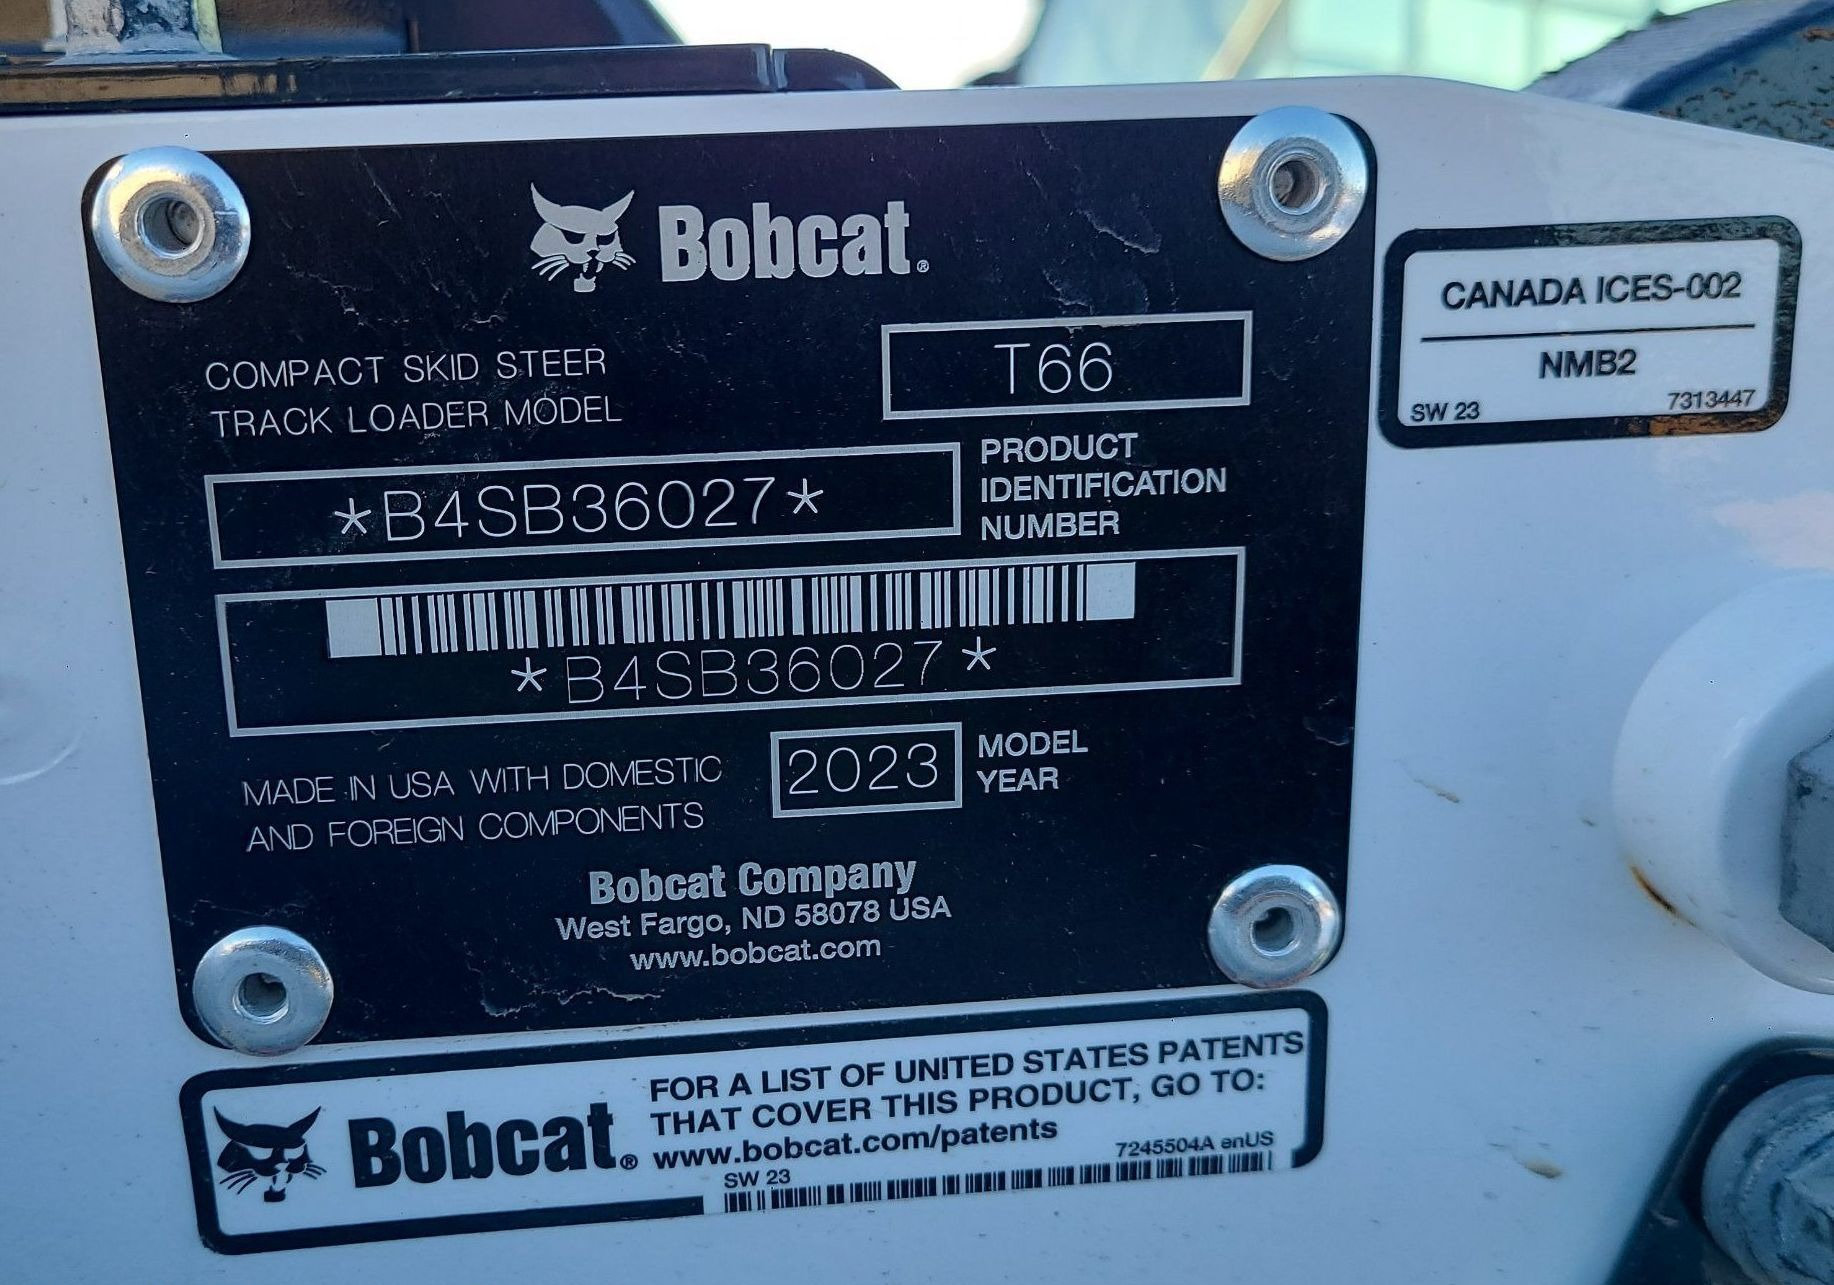 Bobcat®
COMPACT SKID STEER
TRACK LOADER MODEL
T66
*B4SB36027*
PRODUCT
IDENTIFICATION
NUMBER
*B4SB36027*
MADE IN USA WITH DOMESTIC
AND FOREIGN COMPONENTS
2023
MODEL
YEAR
Bobcat Company
West Fargo, ND 58078 USA
www.bobcat.com
CANADA ICES-002
NMB2
SW 23
7313447
Bobcat®
FOR A LIST OF UNITED STATES PATENTS
THAT COVER THIS PRODUCT, GO TO:
www.bobcat.com/patents
7245504A enUS
SW 23